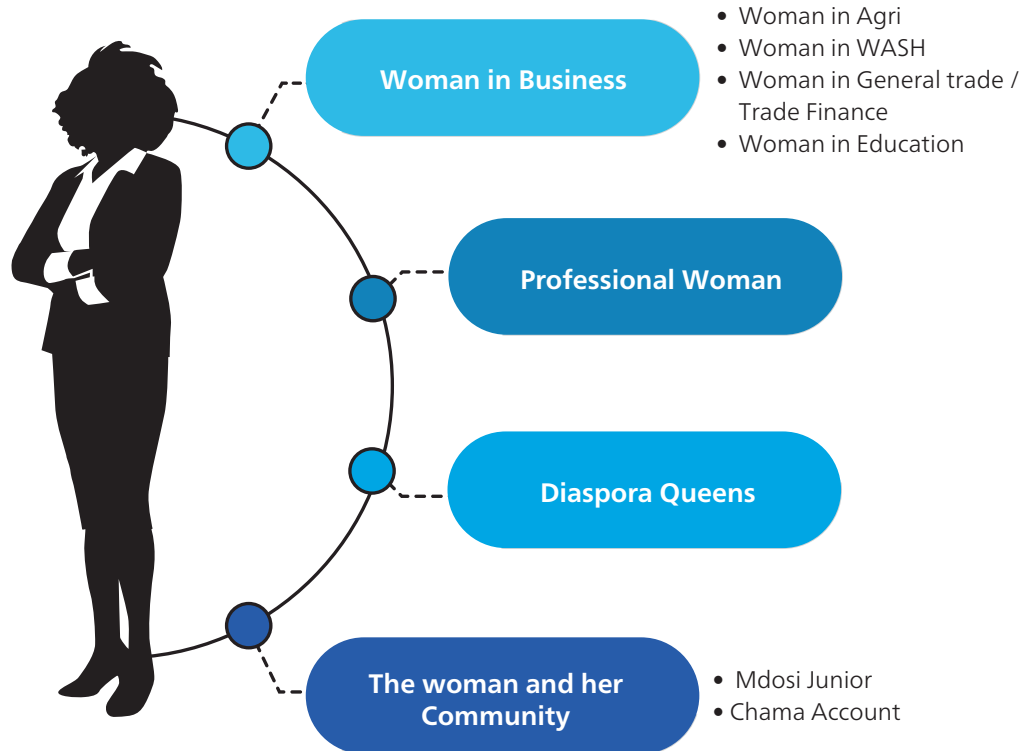 Woman in Business
• Woman in Agri
• Woman in WASH
• Woman in General trade /
Trade Finance
• Woman in Education
Professional Woman
Diaspora Queens
The woman and her
Community
• Mdosi Junior
• Chama Account